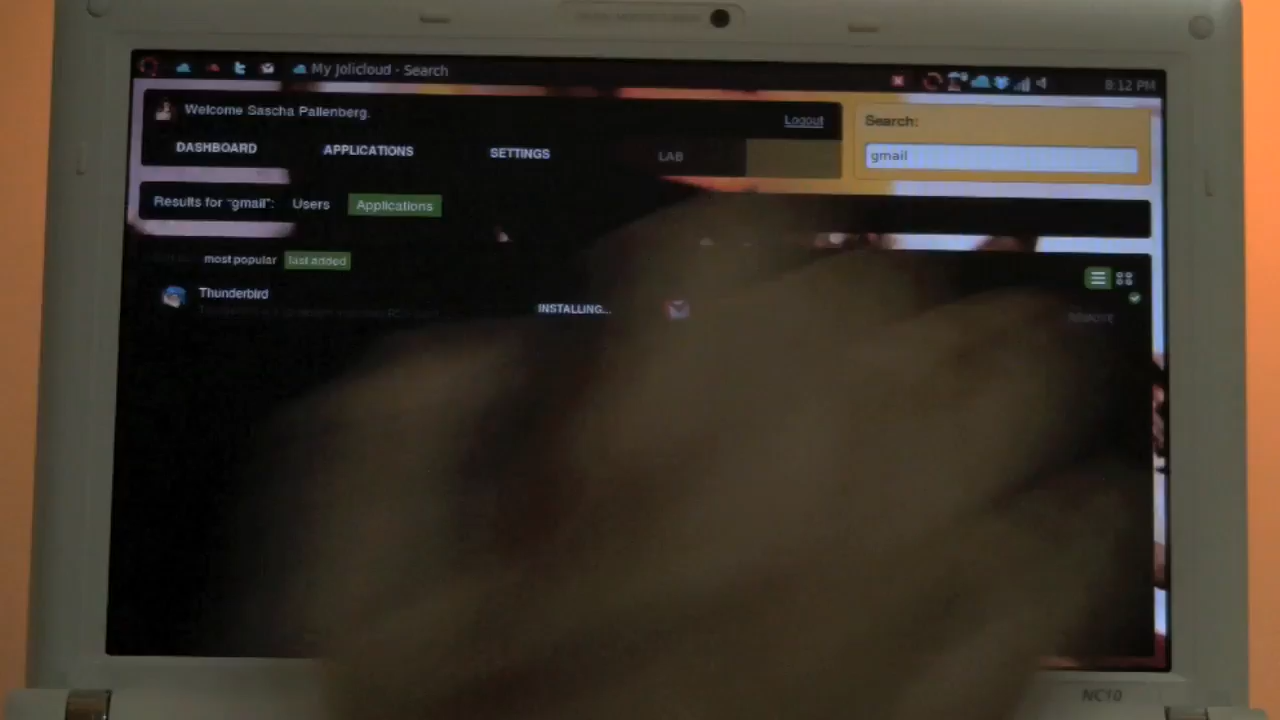 My Jolicloud - Search
8:12 PM
Welcome Sascha Pallenberg.
Logout
Search:
DASHBOARD
APPLICATIONS
SETTINGS
LAB
gmail
Results for "gmail":
Users
Applications
most popular
last added
Thunderbird
INSTALLING...
REMOVE
NC10